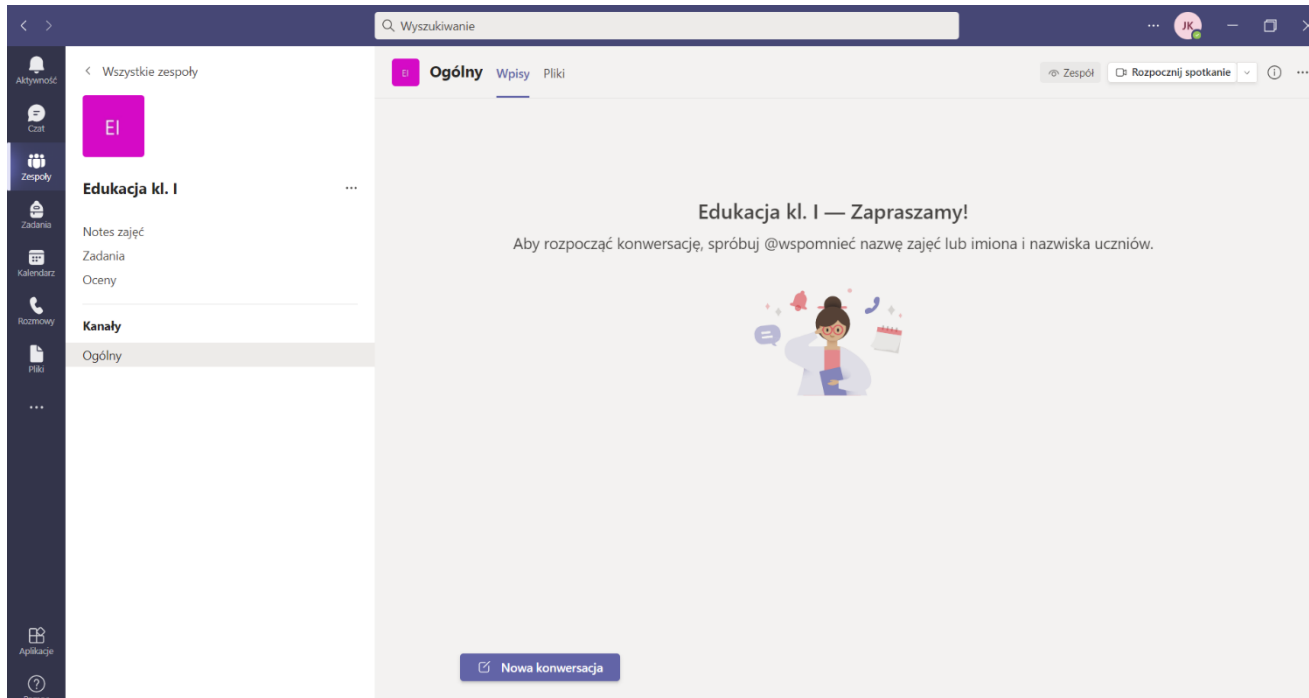 Wyszukiwanie
JK
Aktywność
Czat
Zespoły
Zadania
Kalendarz
Rozmowy
Pliki
Aplikacje
Wszystkie zespoły
EI
Edukacja kl. I
Notes zajęć
Zadania
Oceny
Kanały
Ogólny
EI Ogólny Wpisy Pliki
Zespół Rozpocznij spotkanie
Edukacja kl. I — Zapraszamy!
Aby rozpocząć konwersację, spróbuj @wspomnieć nazwę zajęć lub imiona i nazwiska uczniów.
Nowa konwersacja